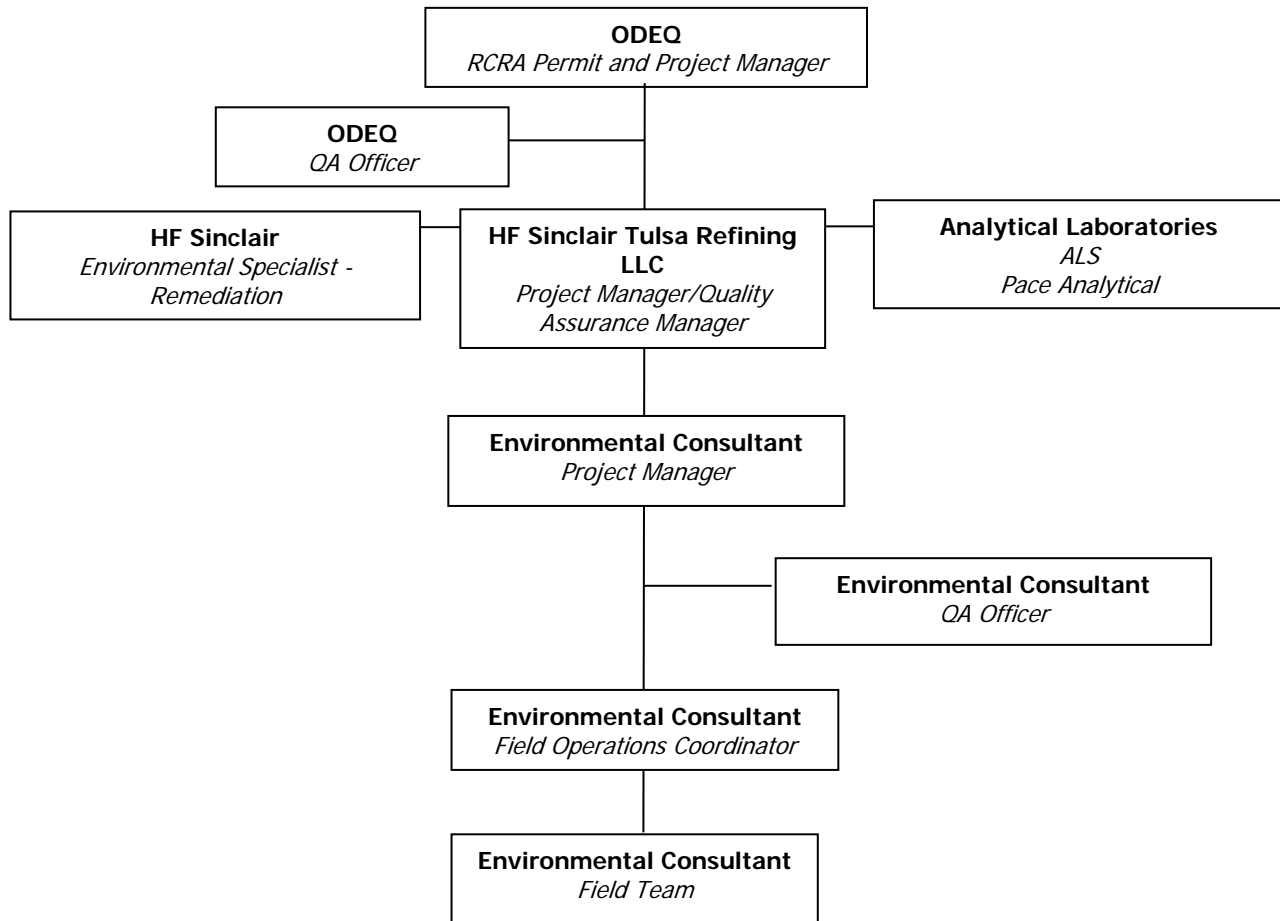 ODEQ
RCRA Permit and Project Manager
ODEQ
QA Officer
HF Sinclair
Environmental Specialist -
Remediation
HF Sinclair Tulsa Refining
LLC
Project Manager/Quality
Assurance Manager
Analytical Laboratories
ALS
Pace Analytical
Environmental Consultant
Project Manager
Environmental Consultant
QA Officer
Environmental Consultant
Field Operations Coordinator
Environmental Consultant
Field Team